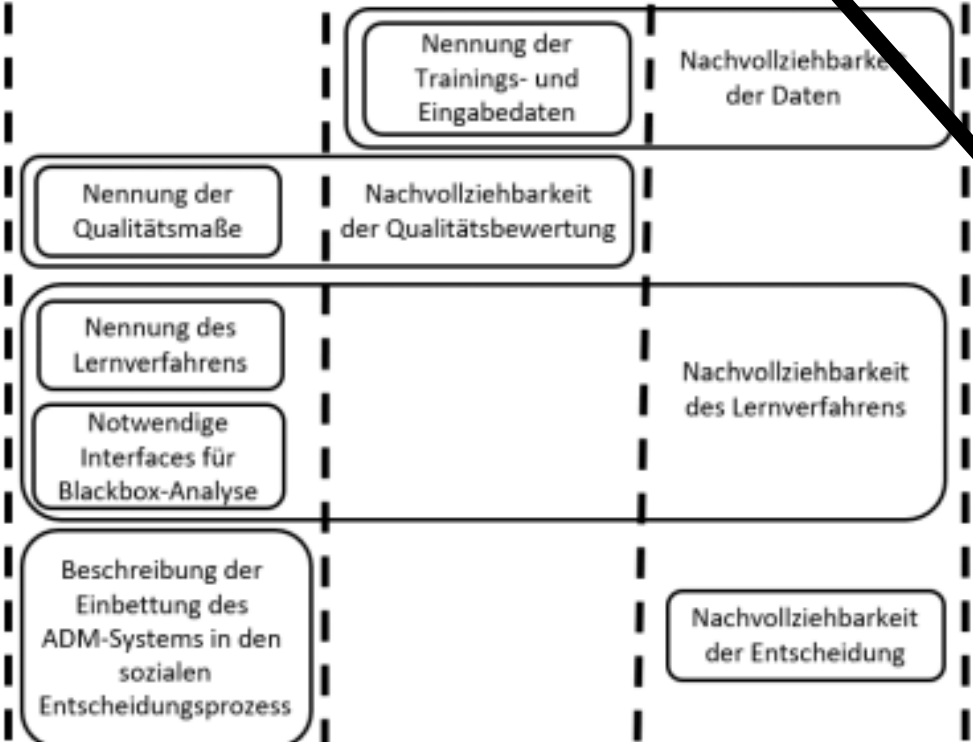 Nennung der
Trainings- und
Eingabedaten
der Daten
Nennung der
Qualitätsmaße
Nachvollziehbarkeit
der Qualitätsbewertung
Nennung des
Lernverfahrens
Notwendige
Interfaces für
Blackbox-Analyse
Nachvollziehbarkeit
des Lernverfahrens
Beschreibung der
Einbettung des
ADM-Systems in den
sozialen
Entscheidungsprozess
Nachvollziehbarkeit
der Entscheidung